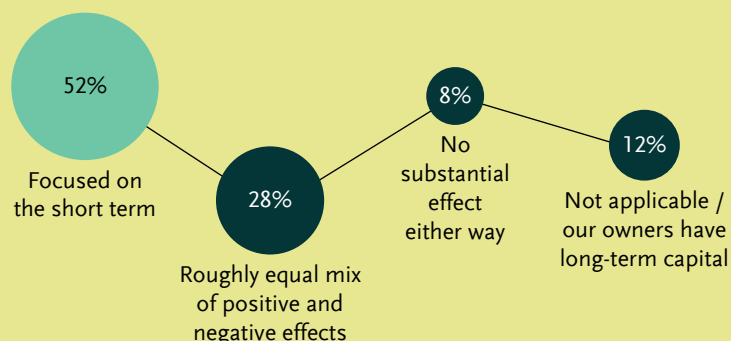 52%
Focused on
the short term
28%
Roughly equal mix
of positive and
negative effects
8%
No
substantial
effect
either way
12%
Not applicable /
our owners have
long-term capital